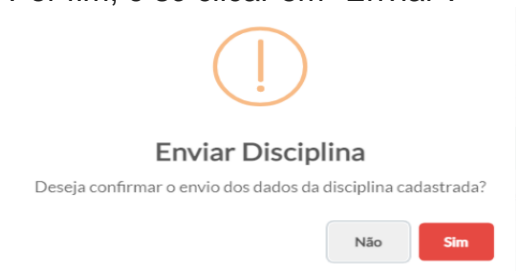 Enviar Disciplina
Deseja confirmar o envio dos dados da disciplina cadastrada?
Não
Sim